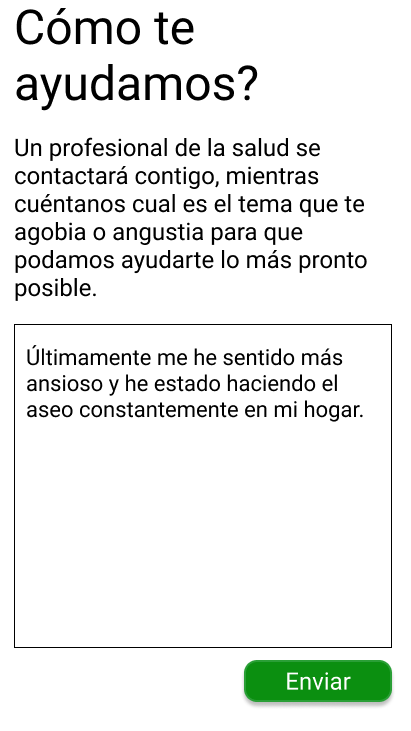 Cómo te
ayudamos?
Un profesional de la salud se
contactará contigo, mientras
cuéntanos cual es el tema que te
agobia o angustia para que
podamos ayudarte lo más pronto
posible.
Últimamente me he sentido más
ansioso y he estado haciendo el
aseo constantemente en mi hogar.
Enviar